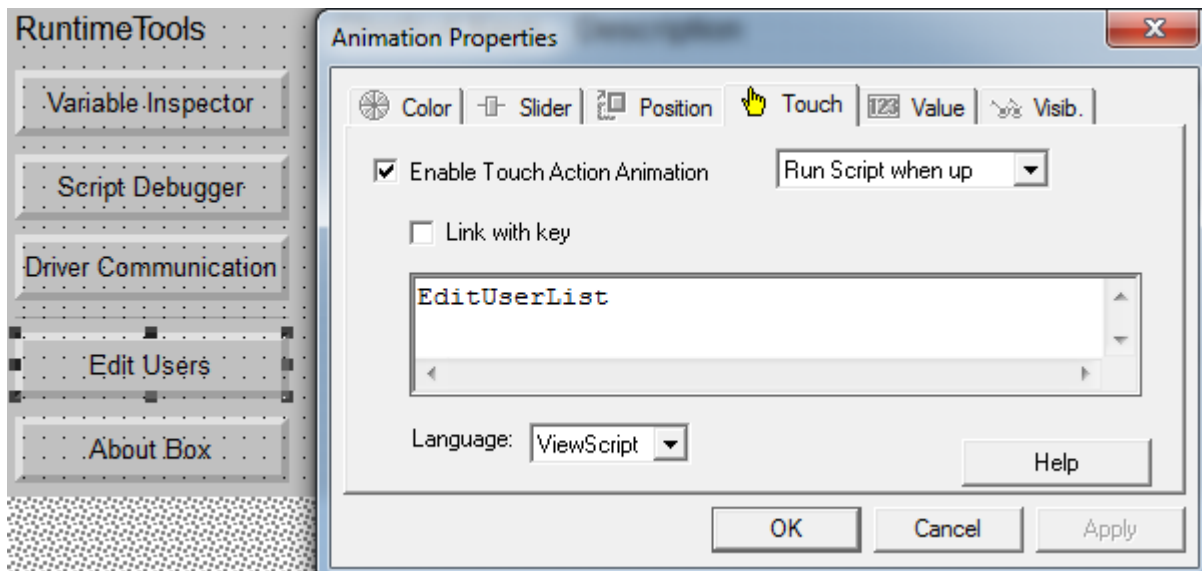 RuntimeTools
Variable Inspector
Script Debugger
Driver Communication
Edit Users
About Box
Animation Properties
Color
Slider
Position
Touch
123 Value
Visib.
Enable Touch Action Animation
Run Script when up
Link with key
EditUserList
Language: ViewScript
Help
OK
Cancel
Apply